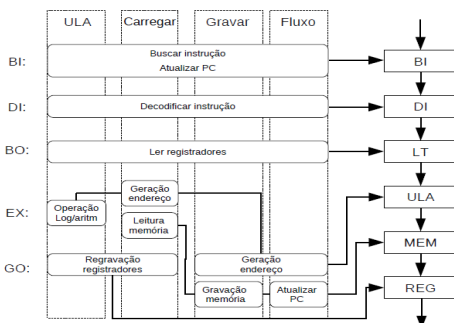 ULA Carregar Gravar Fluxo
BI: Buscar instrução BI
Atualizar PC
DI: Decodificar instrução DI
BO: Ler registradores LT
Geração
endereço
ULA
EX: Operação
Log/aritm
Leitura
memória
MEM
GO: Regravação
registradores
Geração
endereço
REG
Gravação
memória
Atualizar
PC